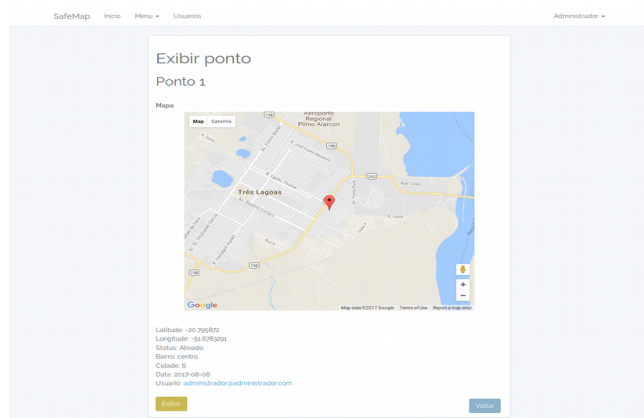 SafeMap Inicio Menu Usuários Administrador
Exibir ponto
Ponto 1
Mapa
Map Satellite
Aeroporto
Regional
Plínio Alarcon
Três Lagoas
Google
Map data ©2017 Google Terms of Use Report a map error
Latitude: -20.795872
Longitude: -51.6783291
Status: Ativado
Bairro: centro
Cidade: tl
Data: 2017-08-06
Usuario: administrador@administrador.com
Editar Voltar